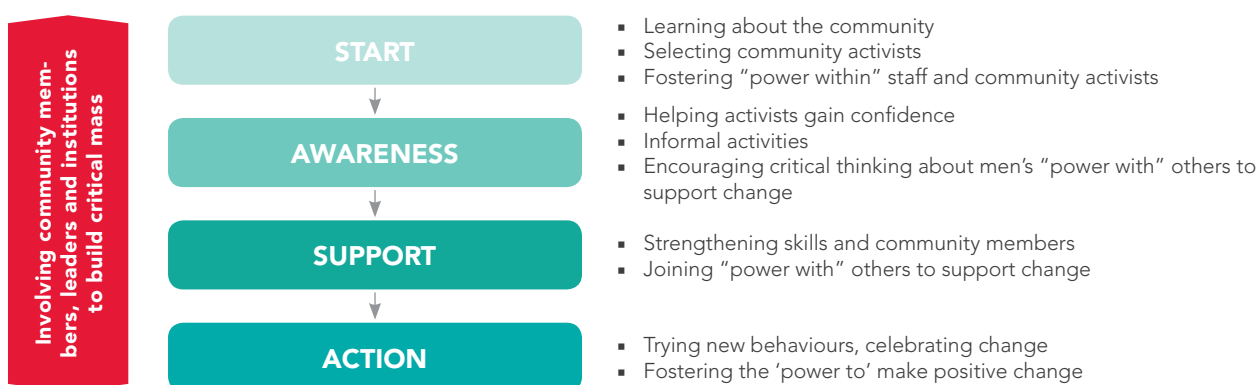 Involving community mem-
bers, leaders and institutions
to build critical mass
START
▪ Learning about the community
▪ Selecting community activists
▪ Fostering “power within” staff and community activists
AWARENESS
▪ Helping activists gain confidence
▪ Informal activities
▪ Encouraging critical thinking about men’s “power with” others to
support change
SUPPORT
▪ Strengthening skills and community members
▪ Joining “power with” others to support change
ACTION
▪ Trying new behaviours, celebrating change
▪ Fostering the ‘power to’ make positive change